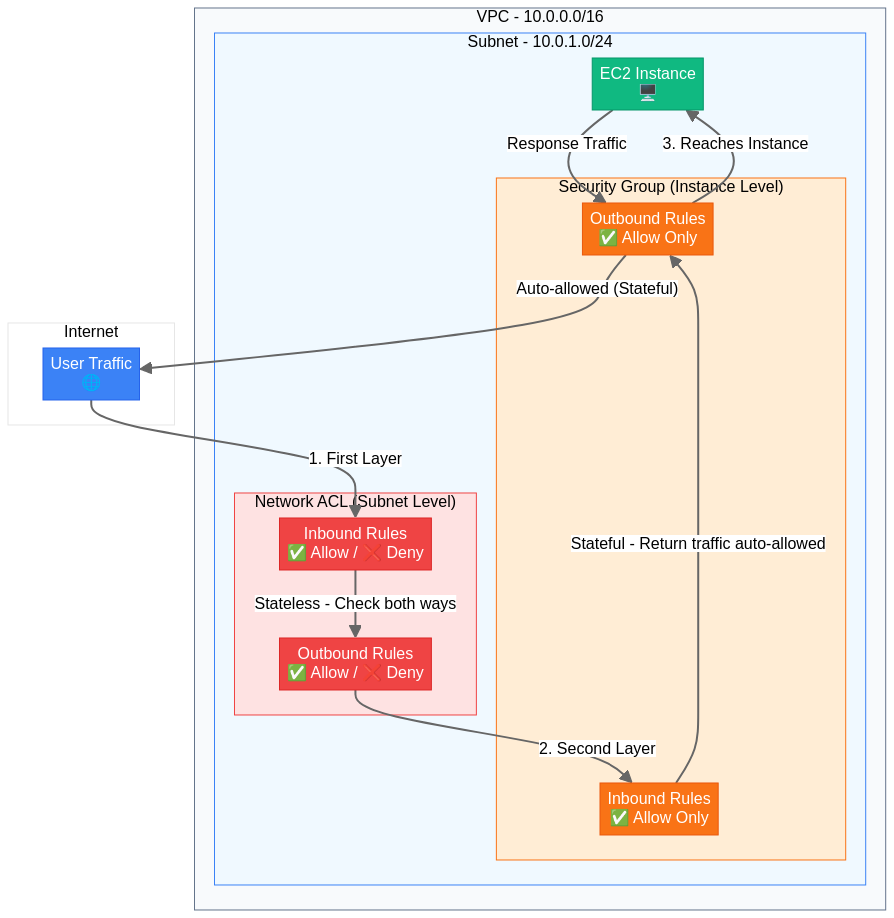 VPC - 10.0.0.0/16
Subnet - 10.0.1.0/24
EC2 Instance
🖥️
Response Traffic
3. Reaches Instance
Security Group (Instance Level)
Outbound Rules
✅ Allow Only
Auto-allowed (Stateful)
Internet
User Traffic
🌐
1. First Layer
Network ACL (Subnet Level)
Inbound Rules
✅ Allow / ❌ Deny
Stateless - Check both ways
Outbound Rules
✅ Allow / ❌ Deny
Stateful - Return traffic auto-allowed
2. Second Layer
Inbound Rules
✅ Allow Only